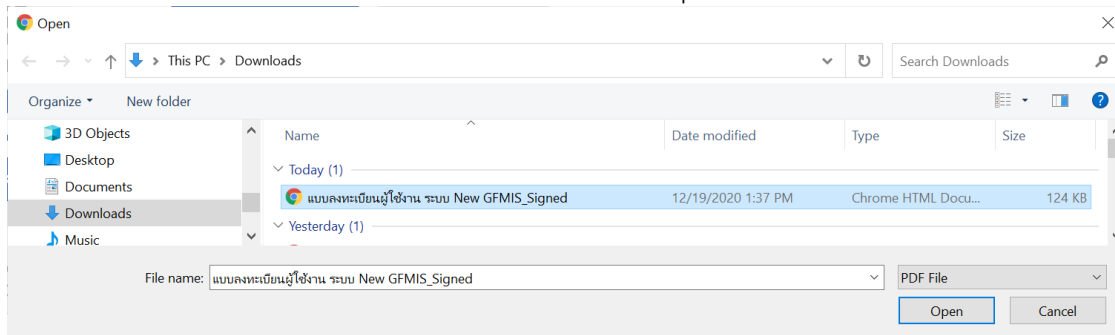 Open
This PC > Downloads
Search Downloads
Organize New folder
3D Objects
Desktop
Documents
Downloads
Music
Name Date modified Type Size
Today (1)
แบบลงทะเบียนผู้ใช้งาน ระบบ New GFMIS_Signed 12/19/2020 1:37 PM Chrome HTML Docu... 124 KB
Yesterday (1)
File name: แบบลงทะเบียนผู้ใช้งาน ระบบ New GFMIS_Signed PDF File
Open Cancel